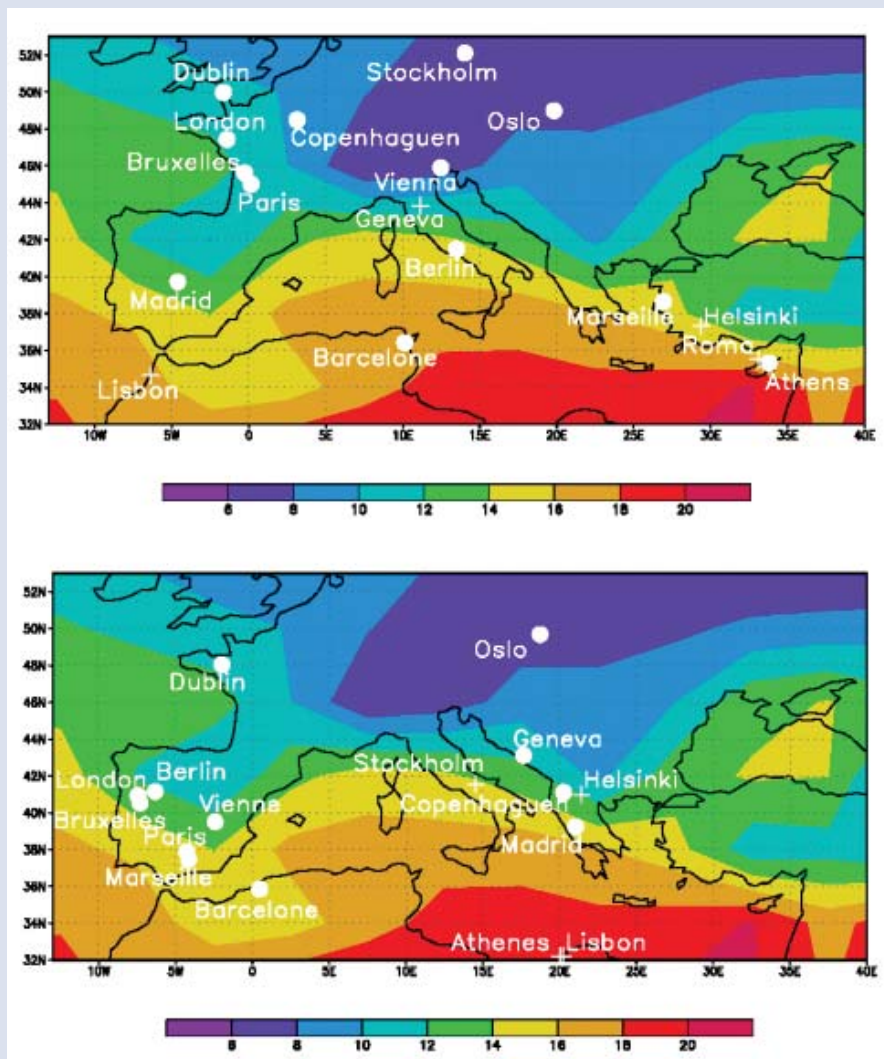 52N
Dublin
Stockholm
50N
48N
London
Copenhaguen
Oslo
46N
Bruxelles
Vienna
Paris
44N
Geneva
42N
Berlin
40N
Madrid
38N
Marseille
Helsinki
36N
Barcelone
Roma
34N
Lisbon
Athens
32N
10W 5W 0 5E 10E 15E 20E 25E 30E 35E 40E
6 8 10 12 14 16 18 20
52N
50N
Oslo
48N
Dublin
46N
44N
Geneva
42N
Stockholm
London Berlin
Helsinki
40N
Bruxelles
Vienne
Copenhaguen
38N
Paris
Madrid
Marseille
36N
Barcelone
34N
Athenes Lisbon
32N
10W 5W 0 5E 10E 15E 20E 25E 30E 35E 40E
6 8 10 12 14 16 18 20